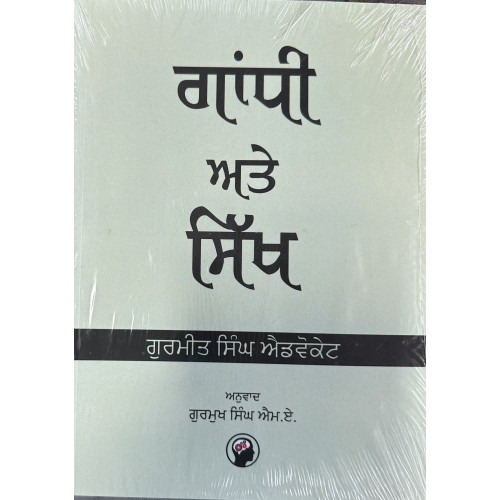 ਗਾਂਧੀ
ਅਤੇ
ਸਿੱਖ
ਗੁਰਮੀਤ ਸਿੰਘ ਐਡਵੋਕੇਟ
ਅਨੁਵਾਦ
ਗੁਰਮੁਖ ਸਿੰਘ ਐਮ.ਏ.